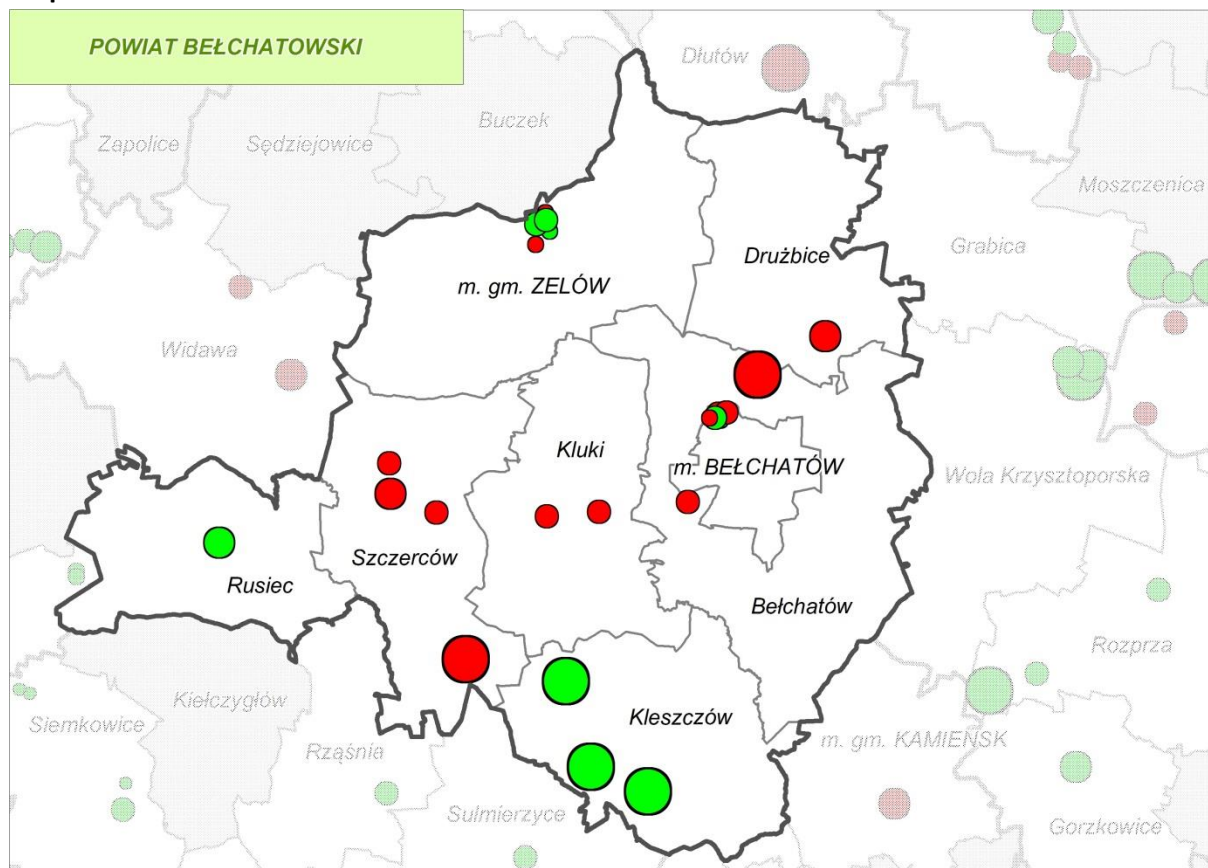 POWIAT BEŁCHATOWSKI
Dłutów
Buczek
Zapolice
Sędziejowice
Moszczenica
Grabica
Drużbice
m. gm. ZELÓW
Widawa
Kluki
m. BEŁCHATÓW
Wola Krzysztoporska
Szczerców
Rusiec
Bełchatów
Rozprza
Kiełczygłów
Kleszczów
Siemkowice
Rząśnia
m. gm. KAMIEŃSK
Sulmierzyce
Gorzkowice